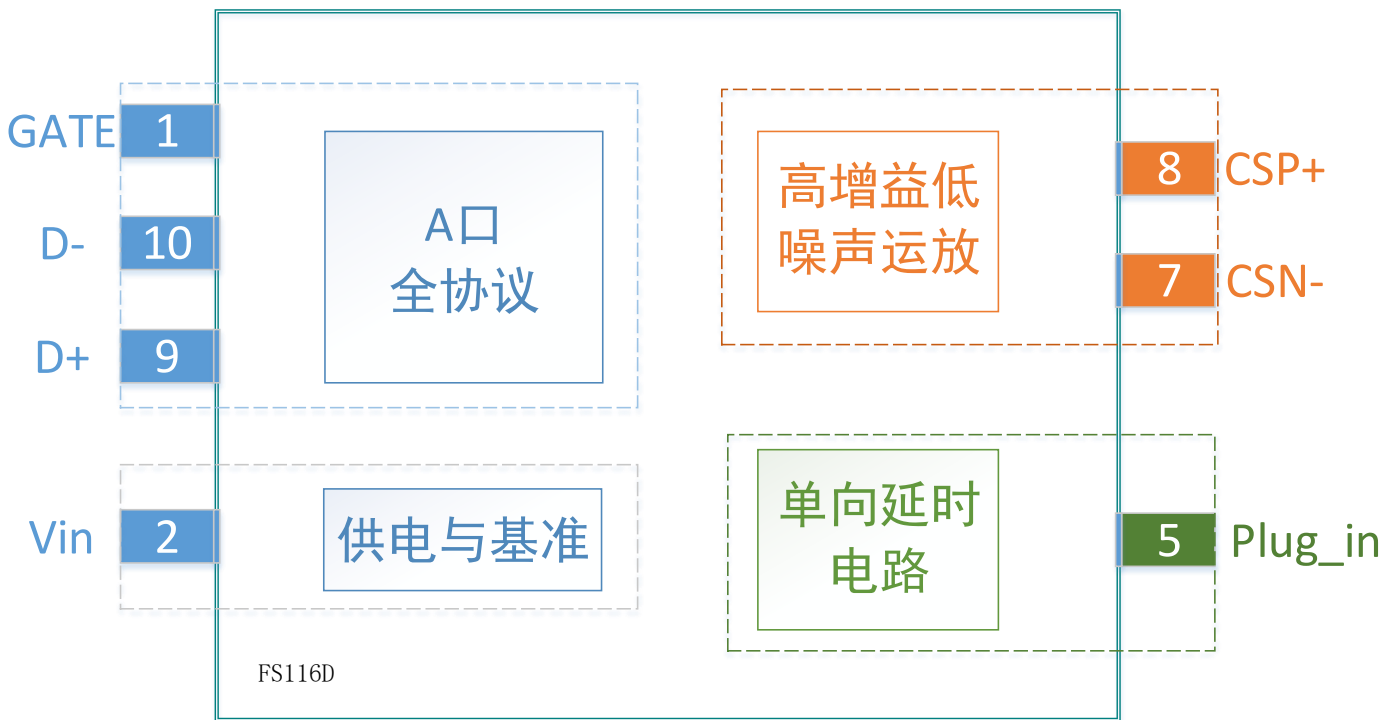 GATE 1
D- 10
D+ 9
A口
全协议
Vin 2
供电与基准
高增益低
噪声运放
8 CSP+
7 CSN-
单向延时
电路
5 Plug_in
FS116D